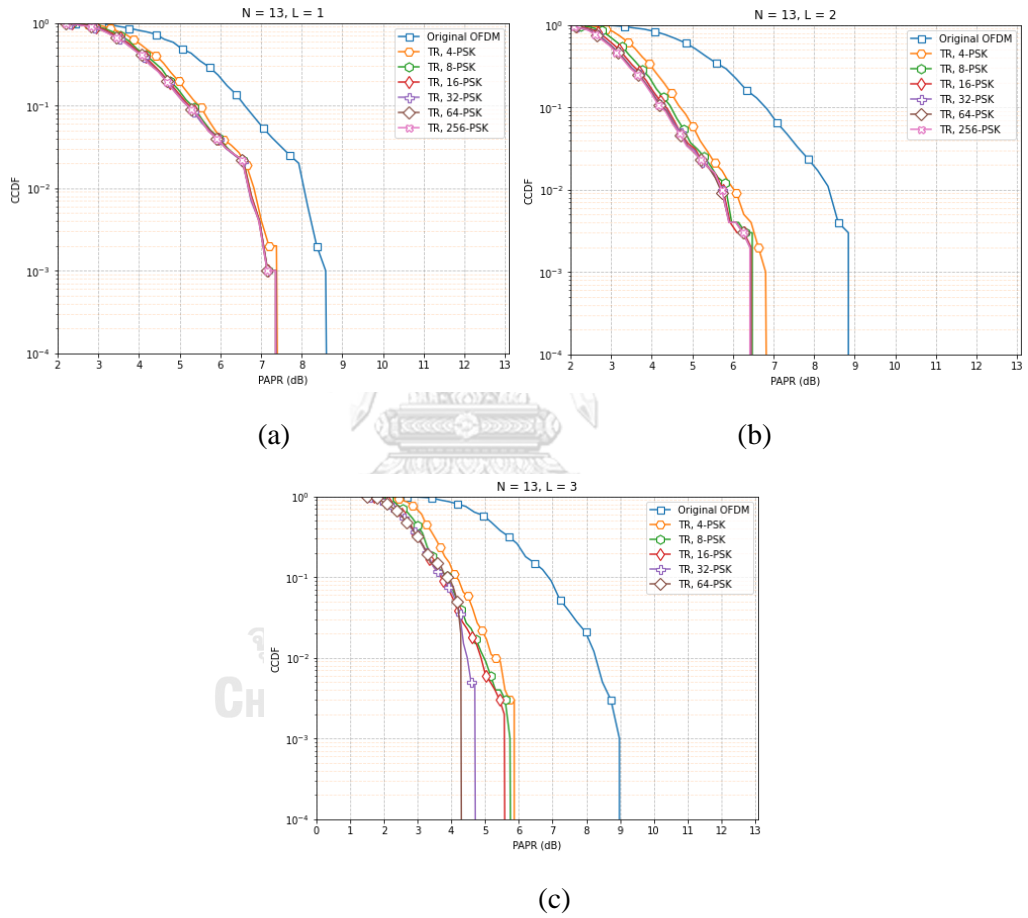 N = 13, L = 1
10⁰
10⁻¹
10⁻²
10⁻³
10⁻⁴
CCDF
Original OFDM
TR, 4-PSK
TR, 8-PSK
TR, 16-PSK
TR, 32-PSK
TR, 64-PSK
TR, 256-PSK
2 3 4 5 6 7 8 9 10 11 12 13
PAPR (dB)
(a)
N = 13, L = 2
10⁰
10⁻¹
10⁻²
10⁻³
10⁻⁴
CCDF
Original OFDM
TR, 4-PSK
TR, 8-PSK
TR, 16-PSK
TR, 32-PSK
TR, 64-PSK
TR, 256-PSK
2 3 4 5 6 7 8 9 10 11 12 13
PAPR (dB)
(b)
N = 13, L = 3
10⁰
10⁻¹
10⁻²
10⁻³
10⁻⁴
CCDF
Original OFDM
TR, 4-PSK
TR, 8-PSK
TR, 16-PSK
TR, 32-PSK
TR, 64-PSK
0 1 2 3 4 5 6 7 8 9 10 11 12 13
PAPR (dB)
(c)